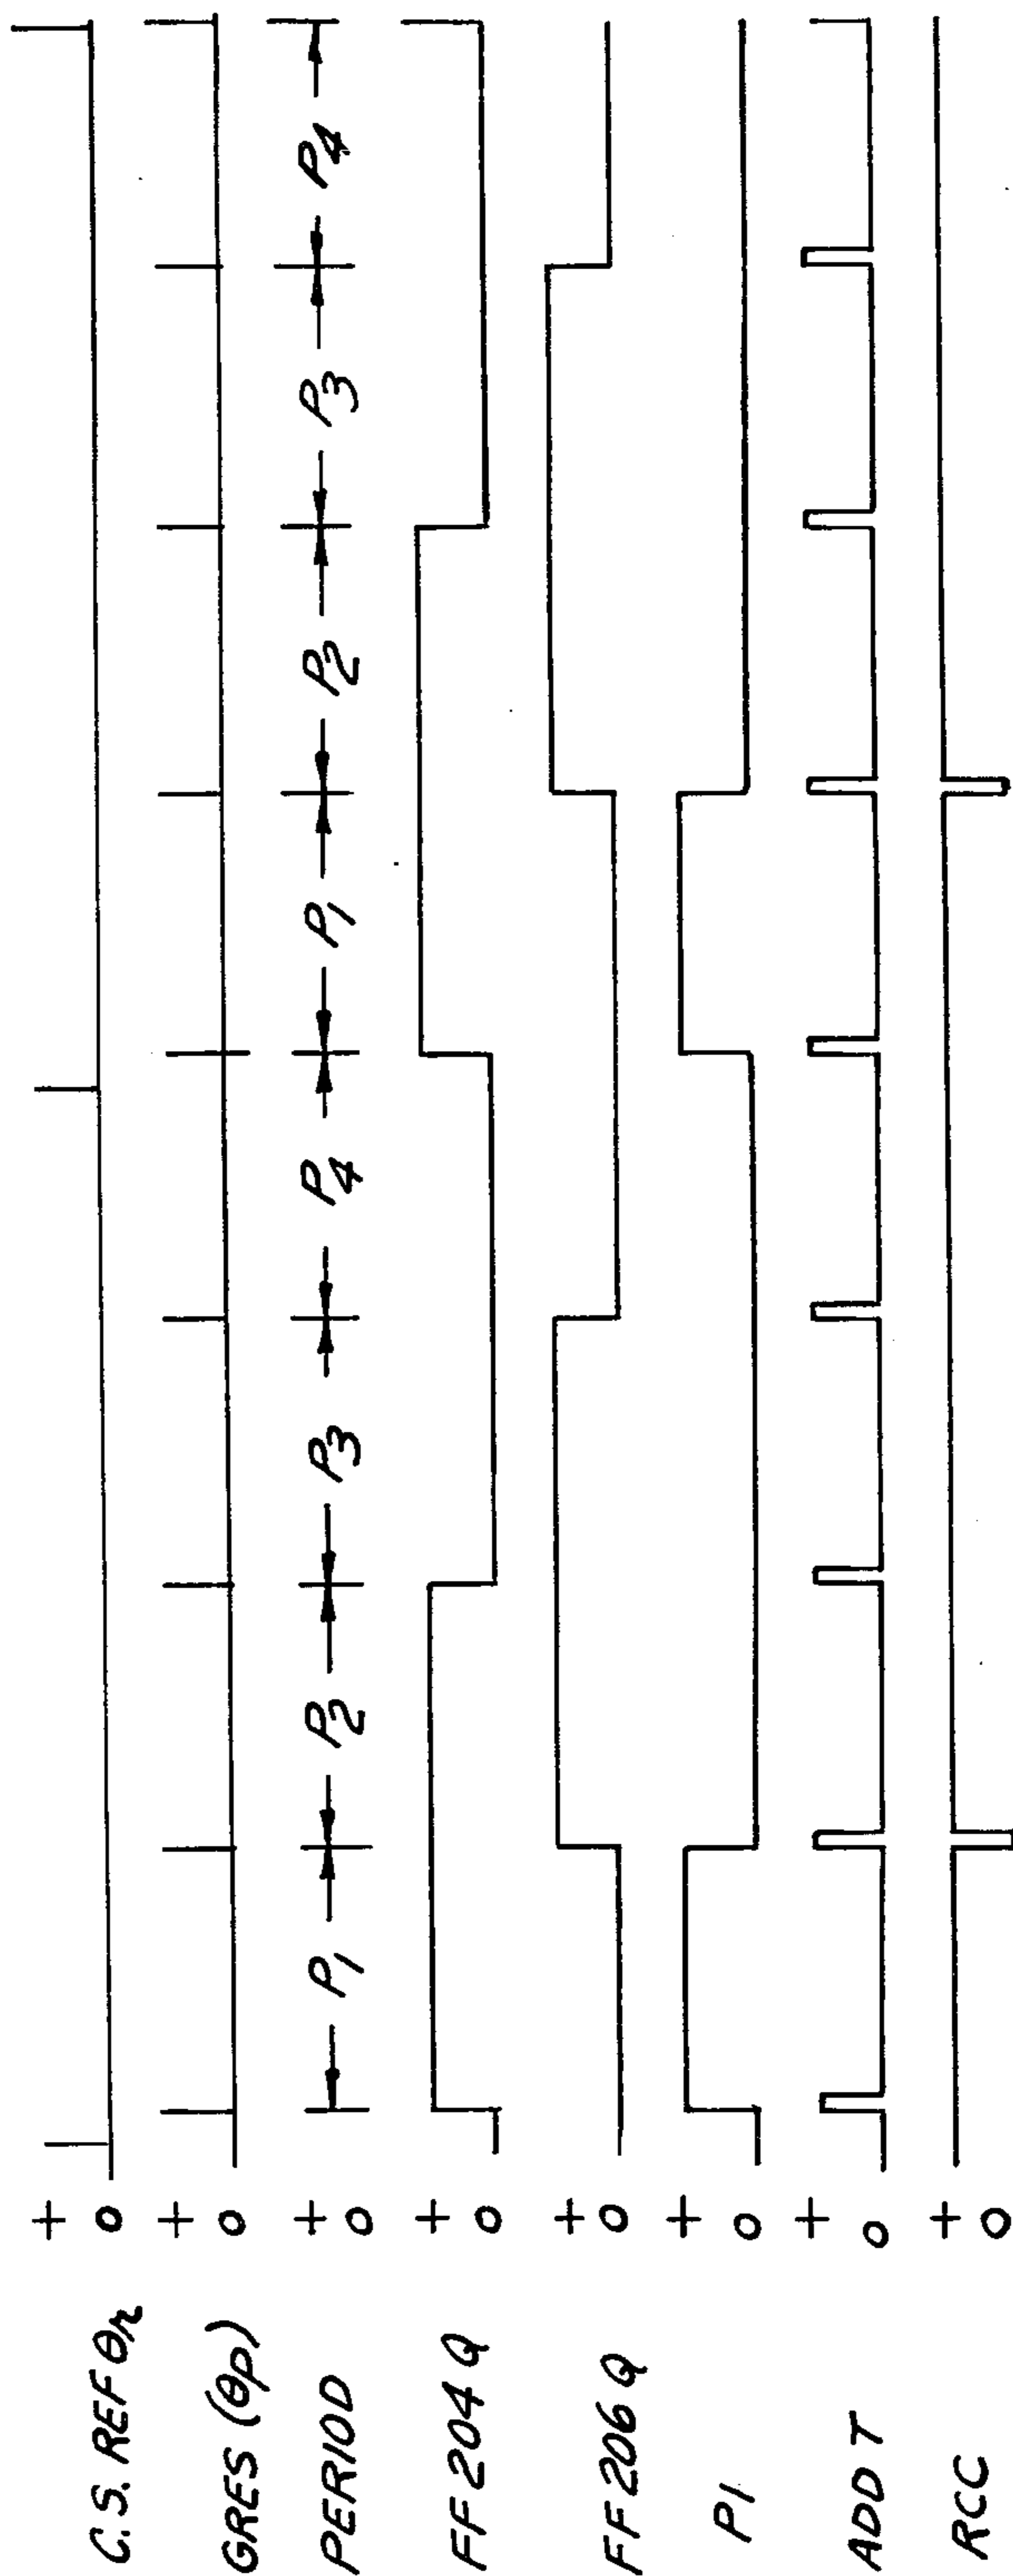 C.S. REF θr + 0
GRES (θP) + 0
PERIOD + 0 P1 P2 P3 P4 P1 P2 P3 P4
FF 204 Q + 0
FF 206 Q + 0
P1 + 0
ADD T + 0
RCC + 0